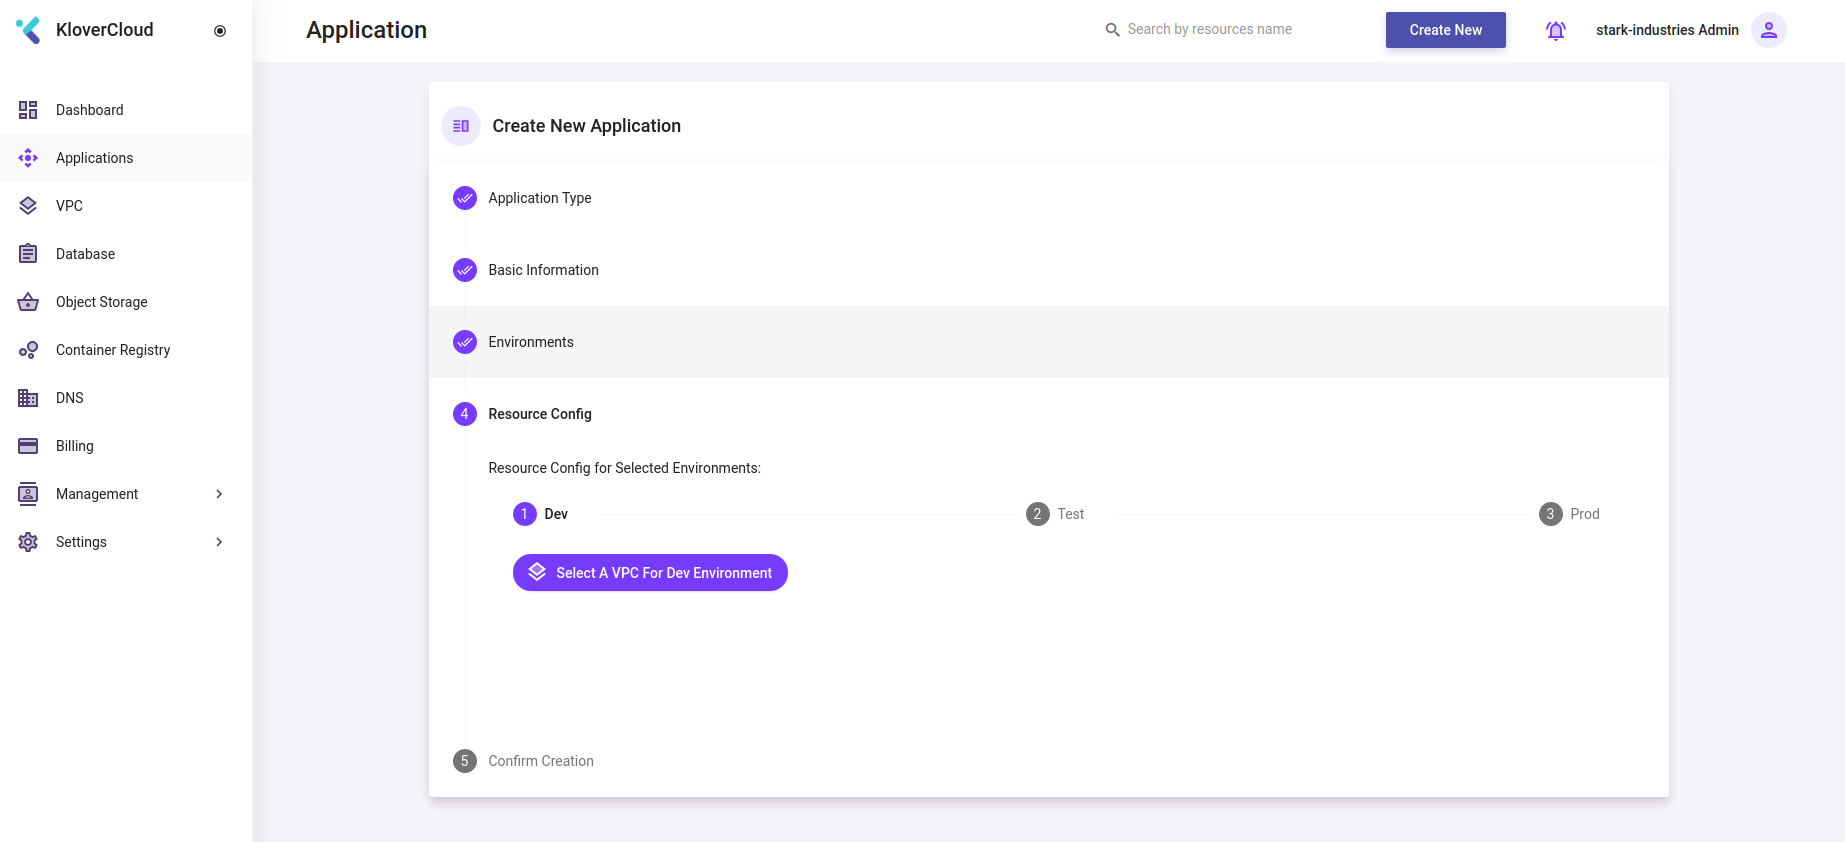 KloverCloud
Application
Search by resources name
Create New
stark-industries Admin
Dashboard
Applications
VPC
Database
Object Storage
Container Registry
DNS
Billing
Management
Settings
Create New Application
Application Type
Basic Information
Environments
4 Resource Config
Resource Config for Selected Environments:
1 Dev 2 Test 3 Prod
Select A VPC For Dev Environment
5 Confirm Creation